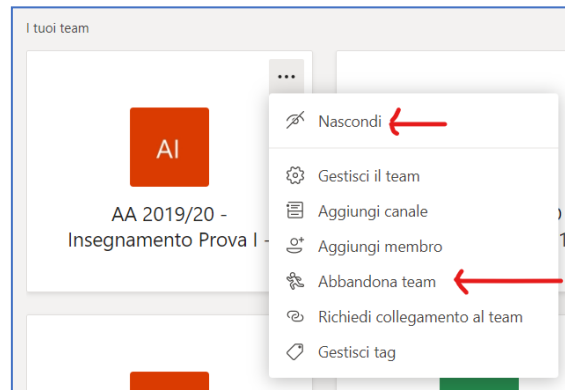 I tuoi team
AI
AA 2019/20 -
Insegnamento Prova I -
Nascondi
Gestisci il team
Aggiungi canale
Aggiungi membro
Abbandona team
Richiedi collegamento al team
Gestisci tag